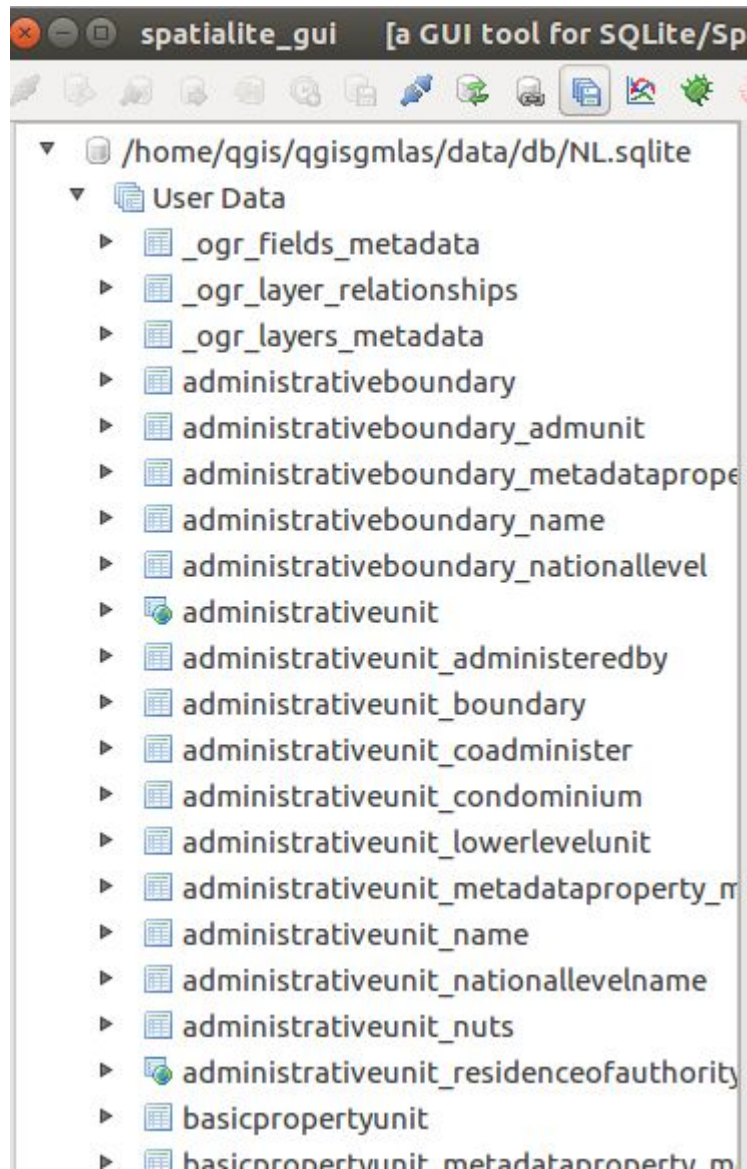 spatialite_gui [a GUI tool for SQLite/Sp
/home/qgis/qgisgmlas/data/db/NL.sqlite
User Data
_ogr_fields_metadata
_ogr_layer_relationships
_ogr_layers_metadata
administrativeboundary
administrativeboundary_admunit
administrativeboundary_metadataprope
administrativeboundary_name
administrativeboundary_nationallevel
administrativeunit
administrativeunit_administeredby
administrativeunit_boundary
administrativeunit_coadminister
administrativeunit_condominium
administrativeunit_lowerlevelunit
administrativeunit_metadataproperty_m
administrativeunit_name
administrativeunit_nationallevelname
administrativeunit_nuts
administrativeunit_residenceofauthority
basicpropertyunit
basicpropertyunit_metadataproperty_m